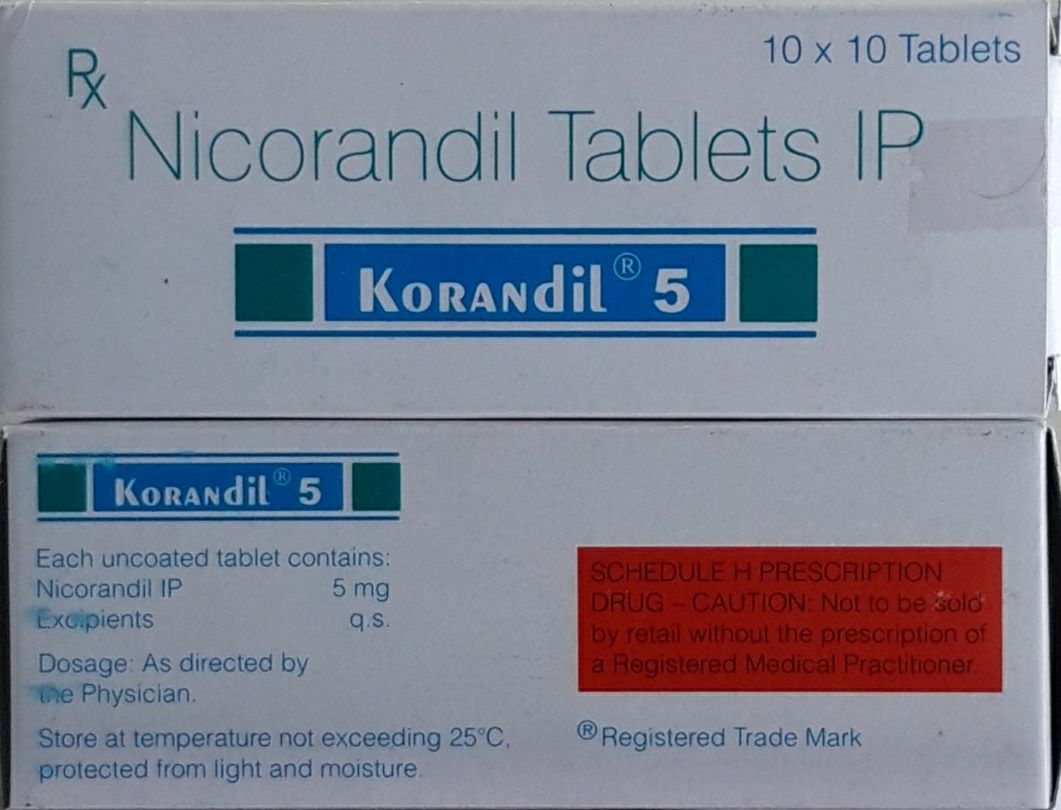 10 x 10 Tablets
Rx
Nicorandil Tablets IP
KORANdil® 5
KORANdil® 5
Each uncoated tablet contains:
Nicorandil IP 5 mg
Excipients q.s.
Dosage: As directed by
the Physician.
Store at temperature not exceeding 25°C,
protected from light and moisture.
SCHEDULE H PRESCRIPTION
DRUG – CAUTION: Not to be sold
by retail without the prescription of
a Registered Medical Practitioner.
®Registered Trade Mark